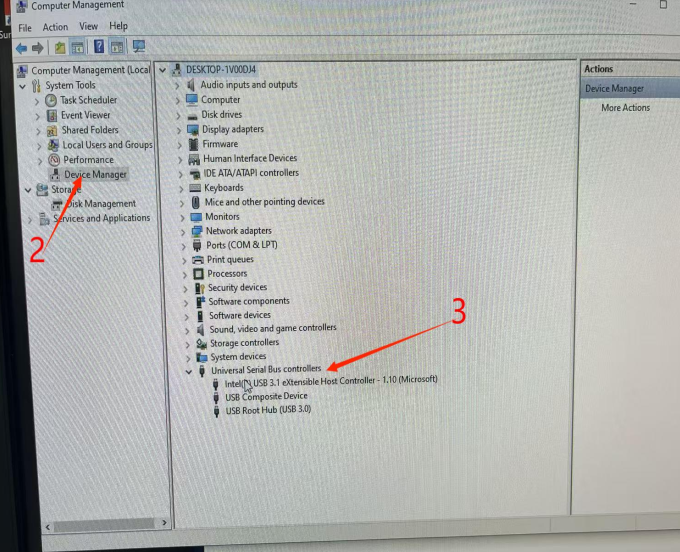 Computer Management
File Action View Help
Computer Management (Local
System Tools
Task Scheduler
Event Viewer
Shared Folders
Local Users and Groups
Performance
Device Manager
Storage
Disk Management
Services and Applications
2
DESKTOP-1V00DJ4
Audio inputs and outputs
Computer
Disk drives
Display adapters
Firmware
Human Interface Devices
IDE ATA/ATAPI controllers
Keyboards
Mice and other pointing devices
Monitors
Network adapters
Ports (COM & LPT)
Print queues
Processors
Security devices
Software components
Software devices
Sound, video and game controllers
Storage controllers
System devices
Universal Serial Bus controllers
Intel(R) USB 3.1 eXtensible Host Controller - 1.10 (Microsoft)
USB Composite Device
USB Root Hub (USB 3.0)
3
Actions
Device Manager
More Actions
Sur